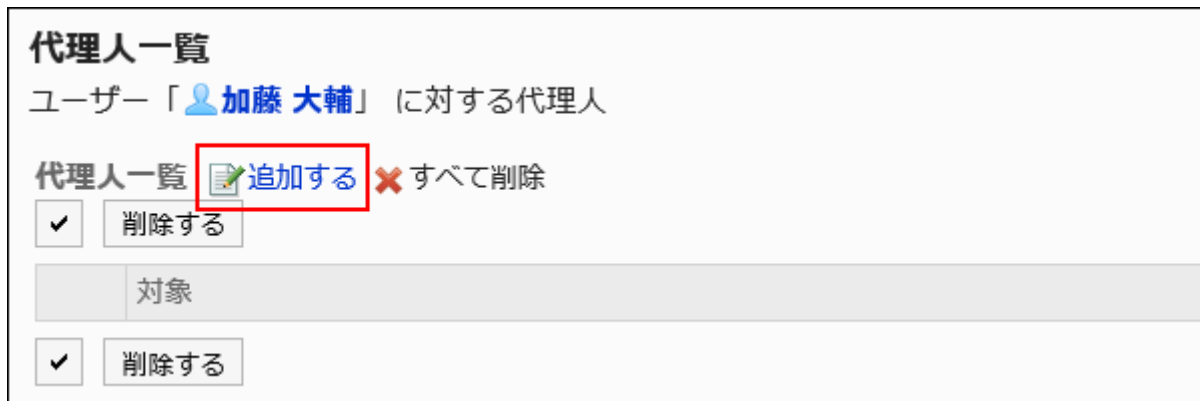 代理人一覧
ユーザー「加藤 大輔」 に対する代理人
代理人一覧 追加する すべて削除
削除する
対象
削除する